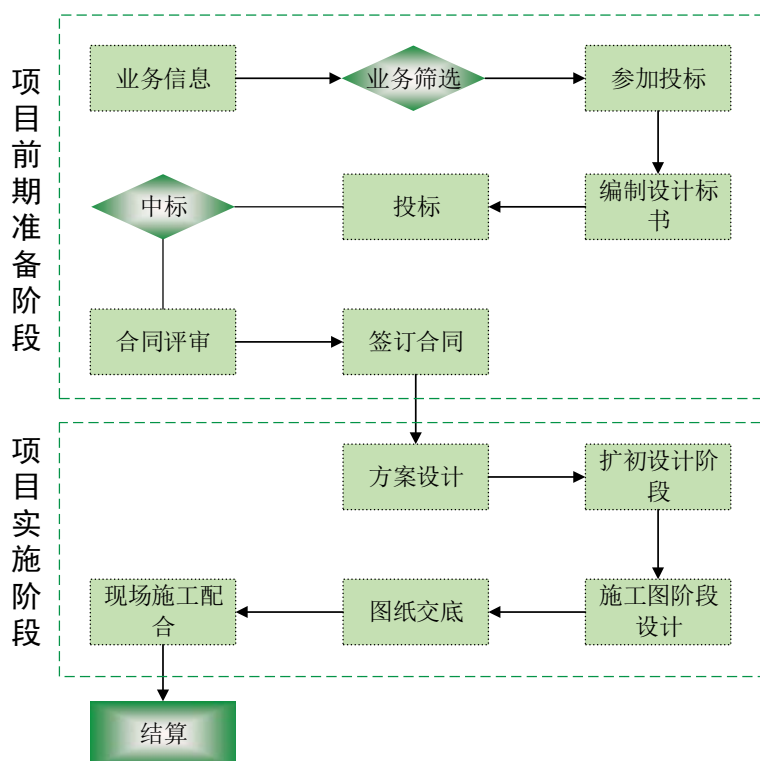 项目前期准备阶段
业务信息
业务筛选
参加投标
中标
投标
编制设计标
书
合同评审
签订合同
项目实施阶段
方案设计
扩初设计阶
段
现场施工配
合
图纸交底
施工图阶段
设计
结算